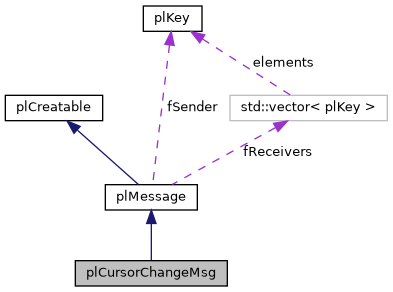 plKey
elements
plCreatable
fSender
std::vector< plKey >
fReceivers
plMessage
plCursorChangeMsg